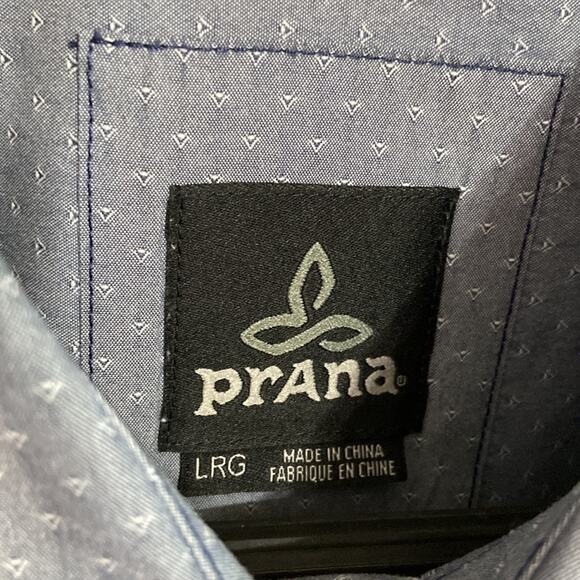 prAna®
LRG
MADE IN CHINA
FABRIQUE EN CHINE